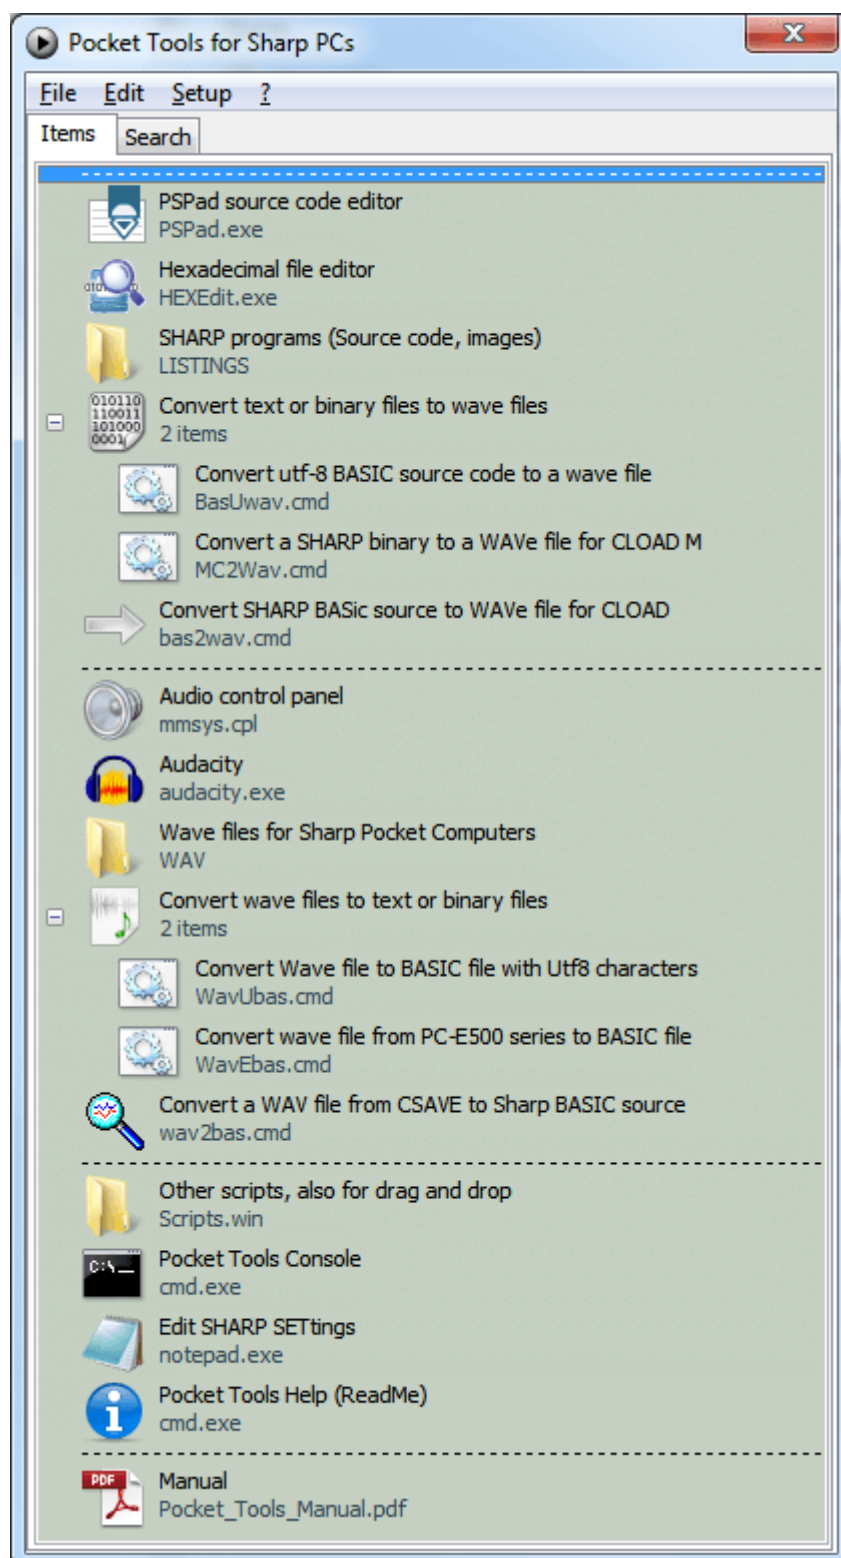 Pocket Tools for Sharp PCs
File Edit Setup ?
Items Search
PSPad source code editor
PSPad.exe
Hexadecimal file editor
HEXEdit.exe
SHARP programs (Source code, images)
LISTINGS
010110
110011
101000
0001
Convert text or binary files to wave files
2 items
Convert utf-8 BASIC source code to a wave file
BasUwav.cmd
Convert a SHARP binary to a WAVe file for CLOAD M
MC2Wav.cmd
Convert SHARP BASic source to WAVe file for CLOAD
bas2wav.cmd
Audio control panel
mmsys.cpl
Audacity
audacity.exe
Wave files for Sharp Pocket Computers
WAV
Convert wave files to text or binary files
2 items
Convert Wave file to BASIC file with Utf8 characters
WavUbas.cmd
Convert wave file from PC-E500 series to BASIC file
WavEbas.cmd
Convert a WAV file from CSAVE to Sharp BASIC source
wav2bas.cmd
Other scripts, also for drag and drop
Scripts.win
C:\
Pocket Tools Console
cmd.exe
Edit SHARP SETtings
notepad.exe
Pocket Tools Help (ReadMe)
cmd.exe
PDF
Manual
Pocket_Tools_Manual.pdf